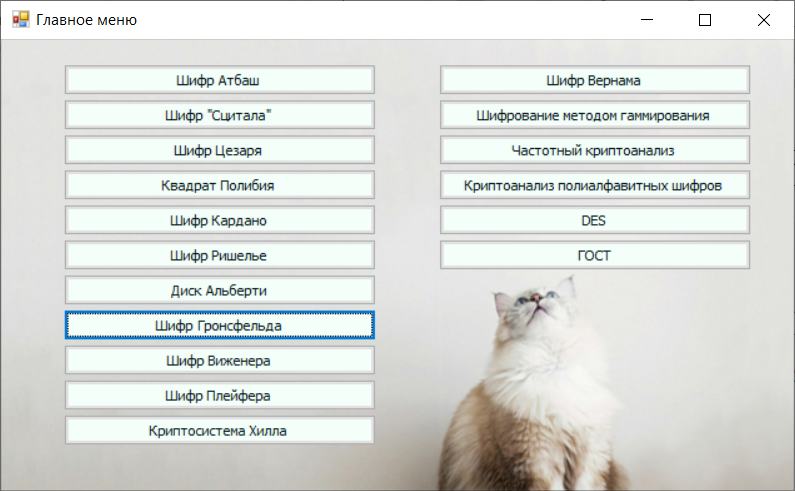 Главное меню
Шифр Атбаш
Шифр "Сцитала"
Шифр Цезаря
Квадрат Полибия
Шифр Кардано
Шифр Ришелье
Диск Альберти
Шифр Гронсфельда
Шифр Виженера
Шифр Плейфера
Криптосистема Хилла
Шифр Вернама
Шифрование методом гаммирования
Частотный криптоанализ
Криптоанализ полиалфавитных шифров
DES
ГОСТ